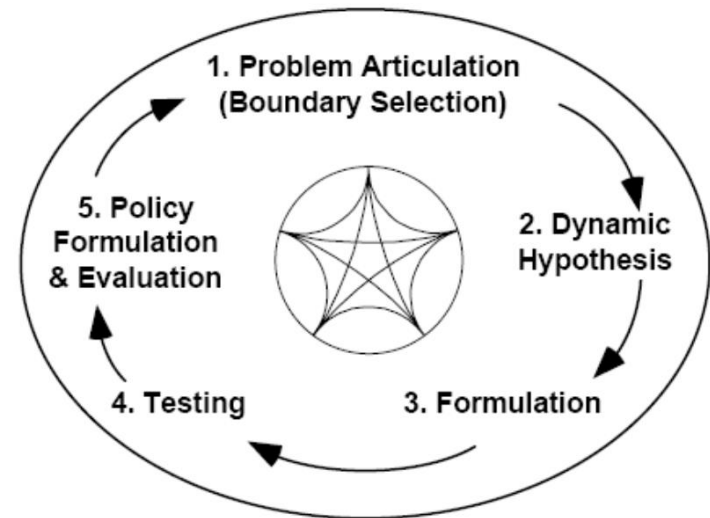 1. Problem Articulation
(Boundary Selection)
2. Dynamic
Hypothesis
3. Formulation
4. Testing
5. Policy
Formulation
& Evaluation